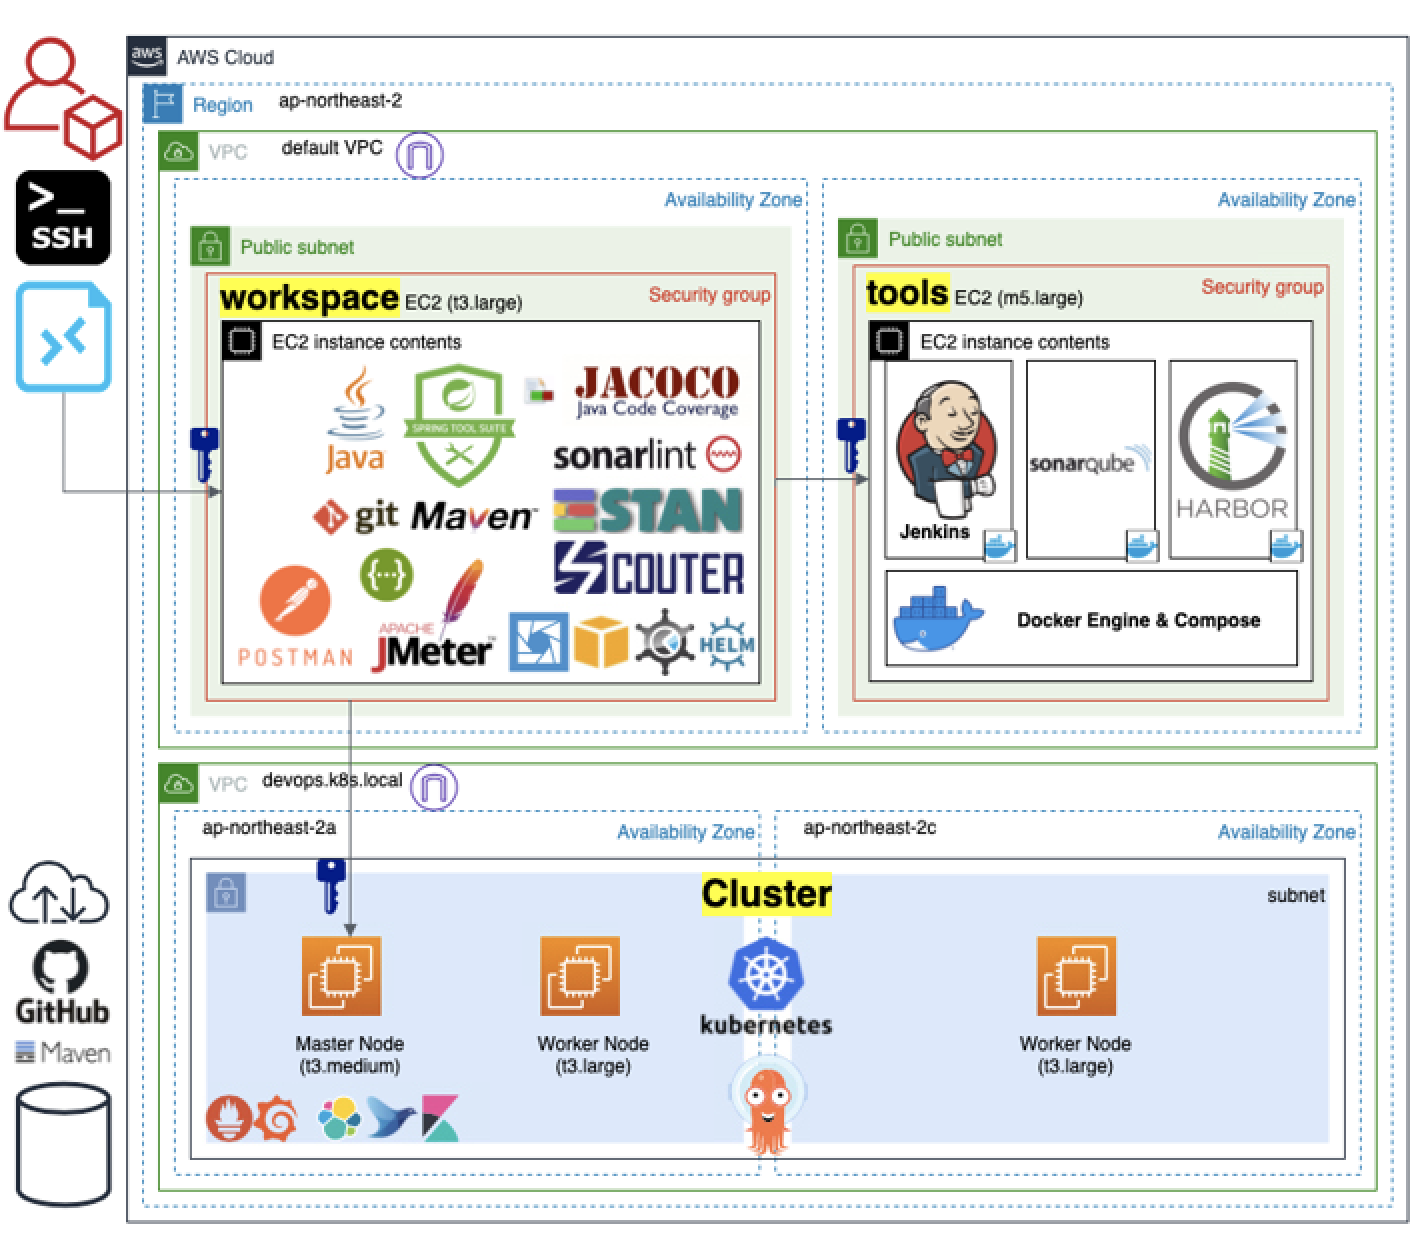 aws AWS Cloud
Region ap-northeast-2
VPC default VPC
Availability Zone
Availability Zone
>_
SSH
Public subnet
Public subnet
workspace EC2 (t3.large) Security group
tools EC2 (m5.large) Security group
EC2 instance contents
EC2 instance contents
Java
SPRING TOOL SUITE
JACOCO
Java Code Coverage
sonarlint
git
Maven™
STAN
SCOUTER
{...}
POSTMAN
APACHE
JMeter™
HELM
Jenkins
sonarqube
HARBOR
Docker Engine & Compose
VPC devops.k8s.local
ap-northeast-2a Availability Zone
ap-northeast-2c Availability Zone
Cluster
subnet
kubernetes
Master Node
(t3.medium)
Worker Node
(t3.large)
Worker Node
(t3.large)
GitHub
Maven